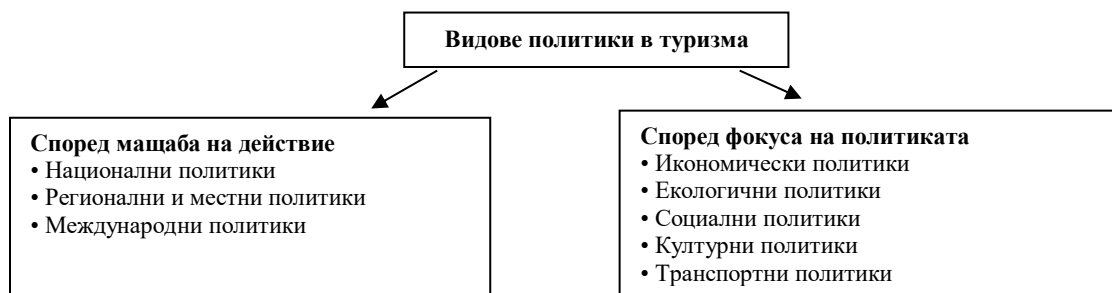 Видове политики в туризма
Според мащаба на действие
• Национални политики
• Регионални и местни политики
• Международни политики
Според фокуса на политиката
• Икономически политики
• Екологични политики
• Социални политики
• Културни политики
• Транспортни политики